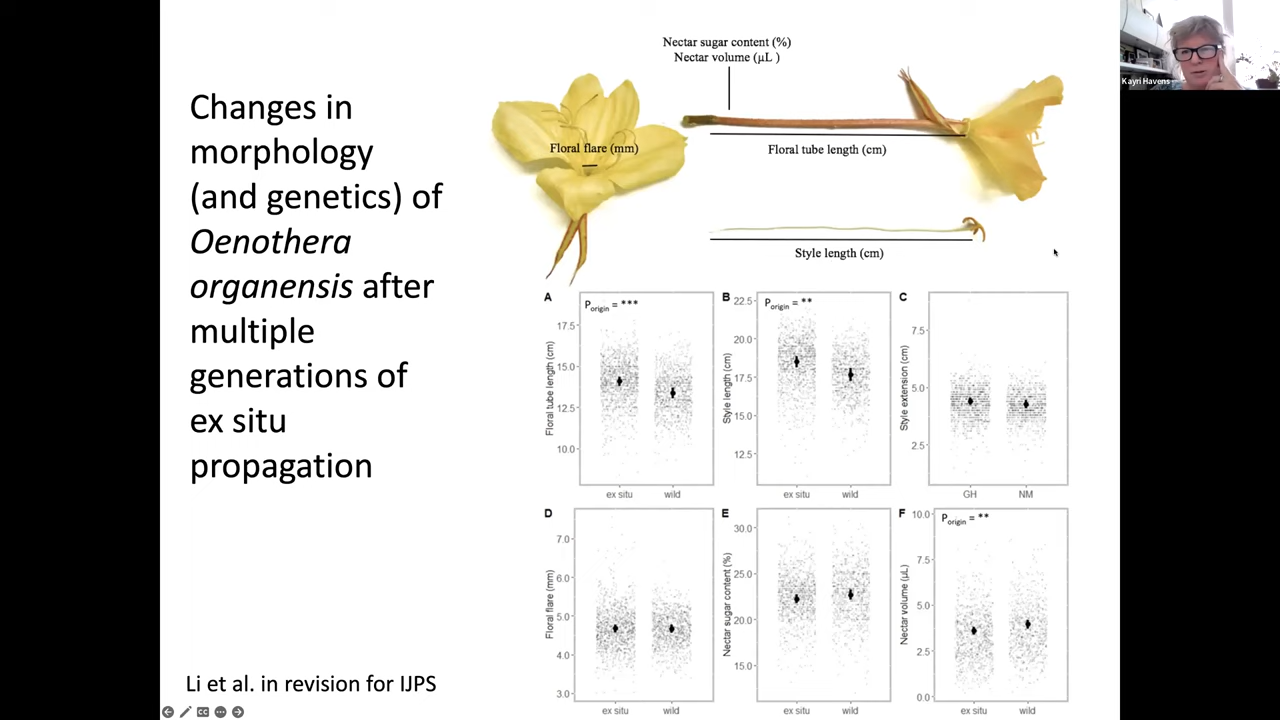 Changes in
morphology
(and genetics) of
Oenothera
organensis after
multiple
generations of
ex situ
propagation
Li et al. in revision for IJPS
Nectar sugar content (%)
Nectar volume (µL )
Floral flare (mm)
Floral tube length (cm)
Style length (cm)
Kayri Havens
A
P origin = ***
Floral tube length (cm)
17.5
15.0
12.5
10.0
ex situ
wild
B
P origin = **
Style length (cm)
22.5
20.0
17.5
15.0
12.5
ex situ
wild
C
Style extension (cm)
7.5
5.0
2.5
GH
NM
D
Floral flare (mm)
7.0
6.0
5.0
4.0
3.0
ex situ
wild
E
Nectar sugar content (%)
30.0
25.0
20.0
15.0
ex situ
wild
F
P origin = **
Nectar volume (µL)
10.0
7.5
5.0
2.5
0.0
ex situ
wild
CC